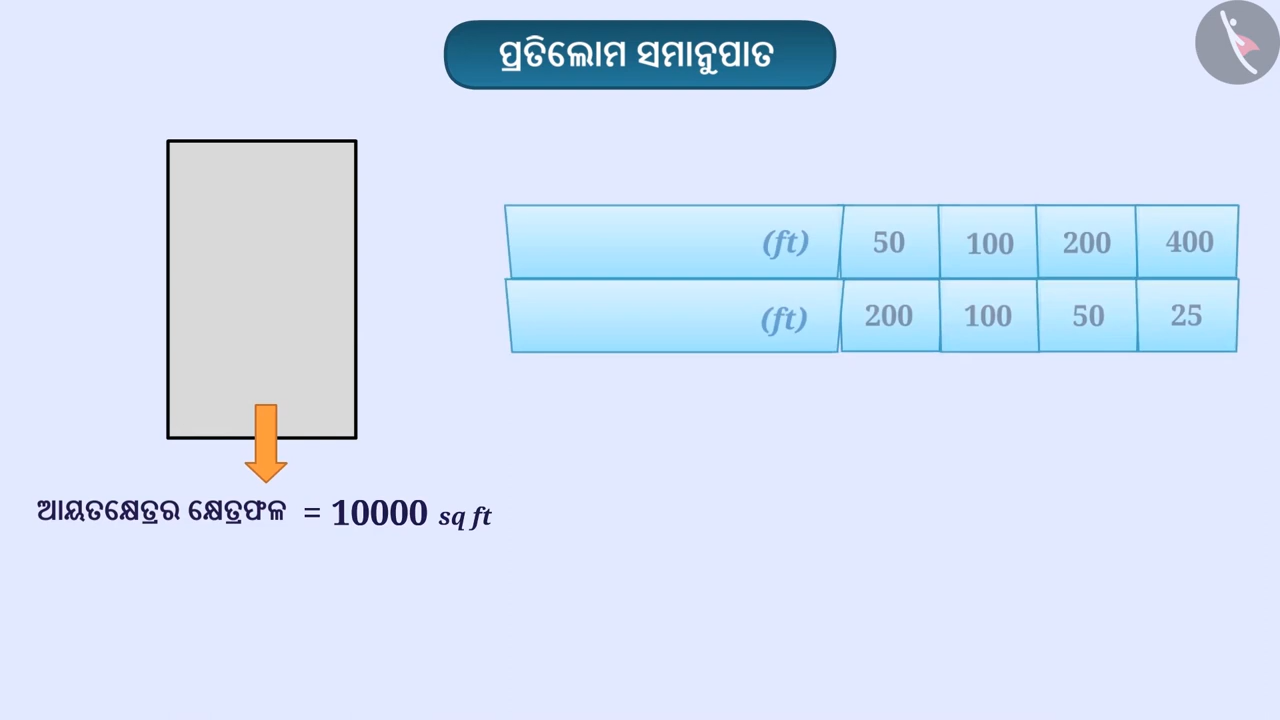 ପ୍ରତିଲୋମ ସମାନୁପାତ
(ft) 50 100 200 400
(ft) 200 100 50 25
ଆୟତକ୍ଷେତ୍ରର କ୍ଷେତ୍ରଫଳ = 10000 sq ft